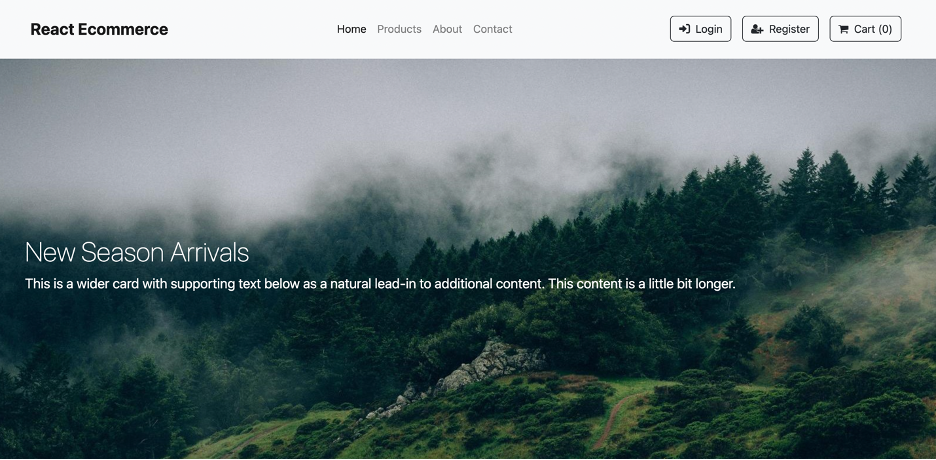 React Ecommerce
Home Products About Contact
Login Register Cart (0)
New Season Arrivals
This is a wider card with supporting text below as a natural lead-in to additional content. This content is a little bit longer.